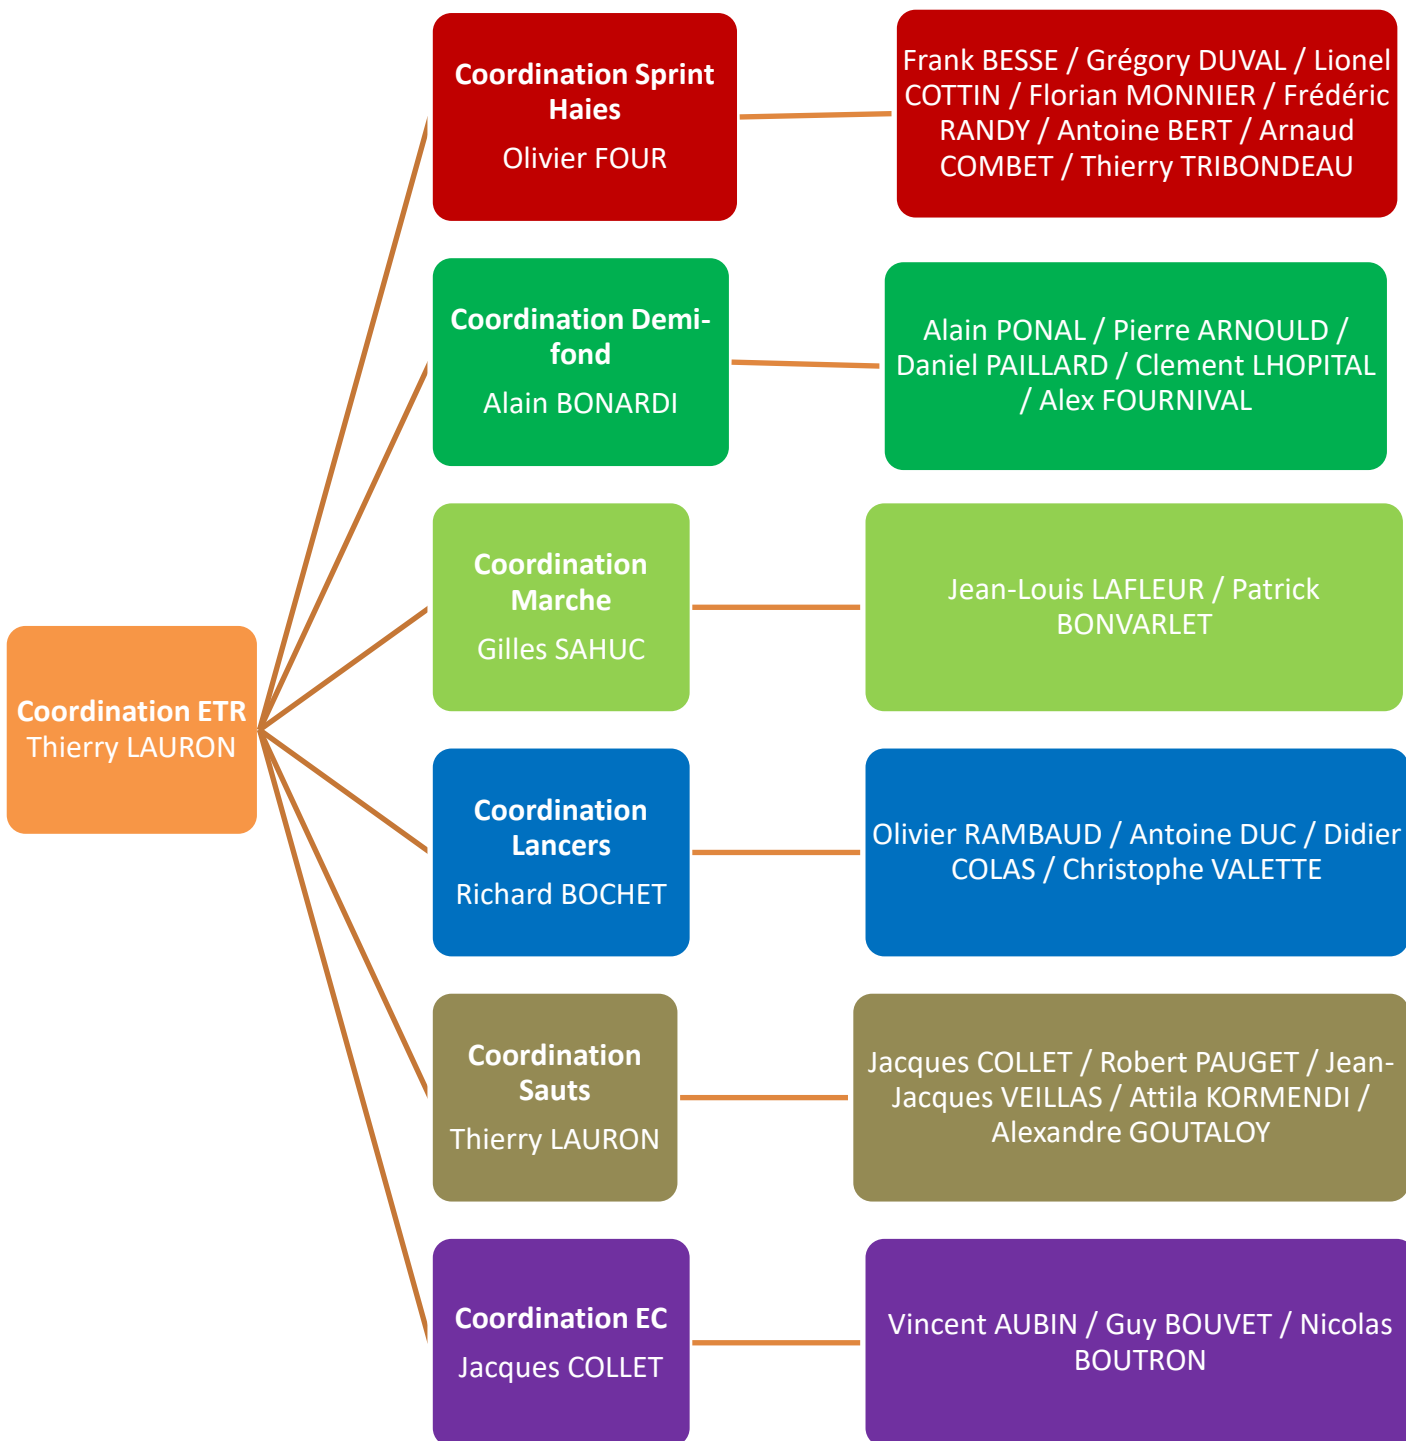 Coordination ETR
Thierry LAURON
Coordination Sprint
Haies
Olivier FOUR
Frank BESSE / Grégory DUVAL / Lionel
COTTIN / Florian MONNIER / Frédéric
RANDY / Antoine BERT / Arnaud
COMBET / Thierry TRIBONDEAU
Coordination Demi-
fond
Alain BONARDI
Alain PONAL / Pierre ARNOULD /
Daniel PAILLARD / Clement LHOPITAL
/ Alex FOURNIVAL
Coordination
Marche
Gilles SAHUC
Jean-Louis LAFLEUR / Patrick
BONVARLET
Coordination
Lancers
Richard BOCHET
Olivier RAMBAUD / Antoine DUC / Didier
COLAS / Christophe VALETTE
Coordination
Sauts
Thierry LAURON
Jacques COLLET / Robert PAUGET / Jean-
Jacques VEILLAS / Attila KORMENDI /
Alexandre GOUTALOY
Coordination EC
Jacques COLLET
Vincent AUBIN / Guy BOUVET / Nicolas
BOUTRON